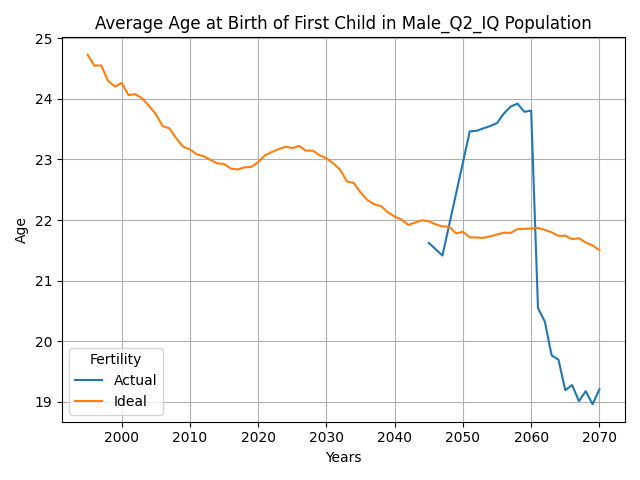 Average Age at Birth of First Child in Male_Q2_IQ Population
25
24
23
22
21
20
19
Age
Fertility
Actual
Ideal
2000 2010 2020 2030 2040 2050 2060 2070
Years